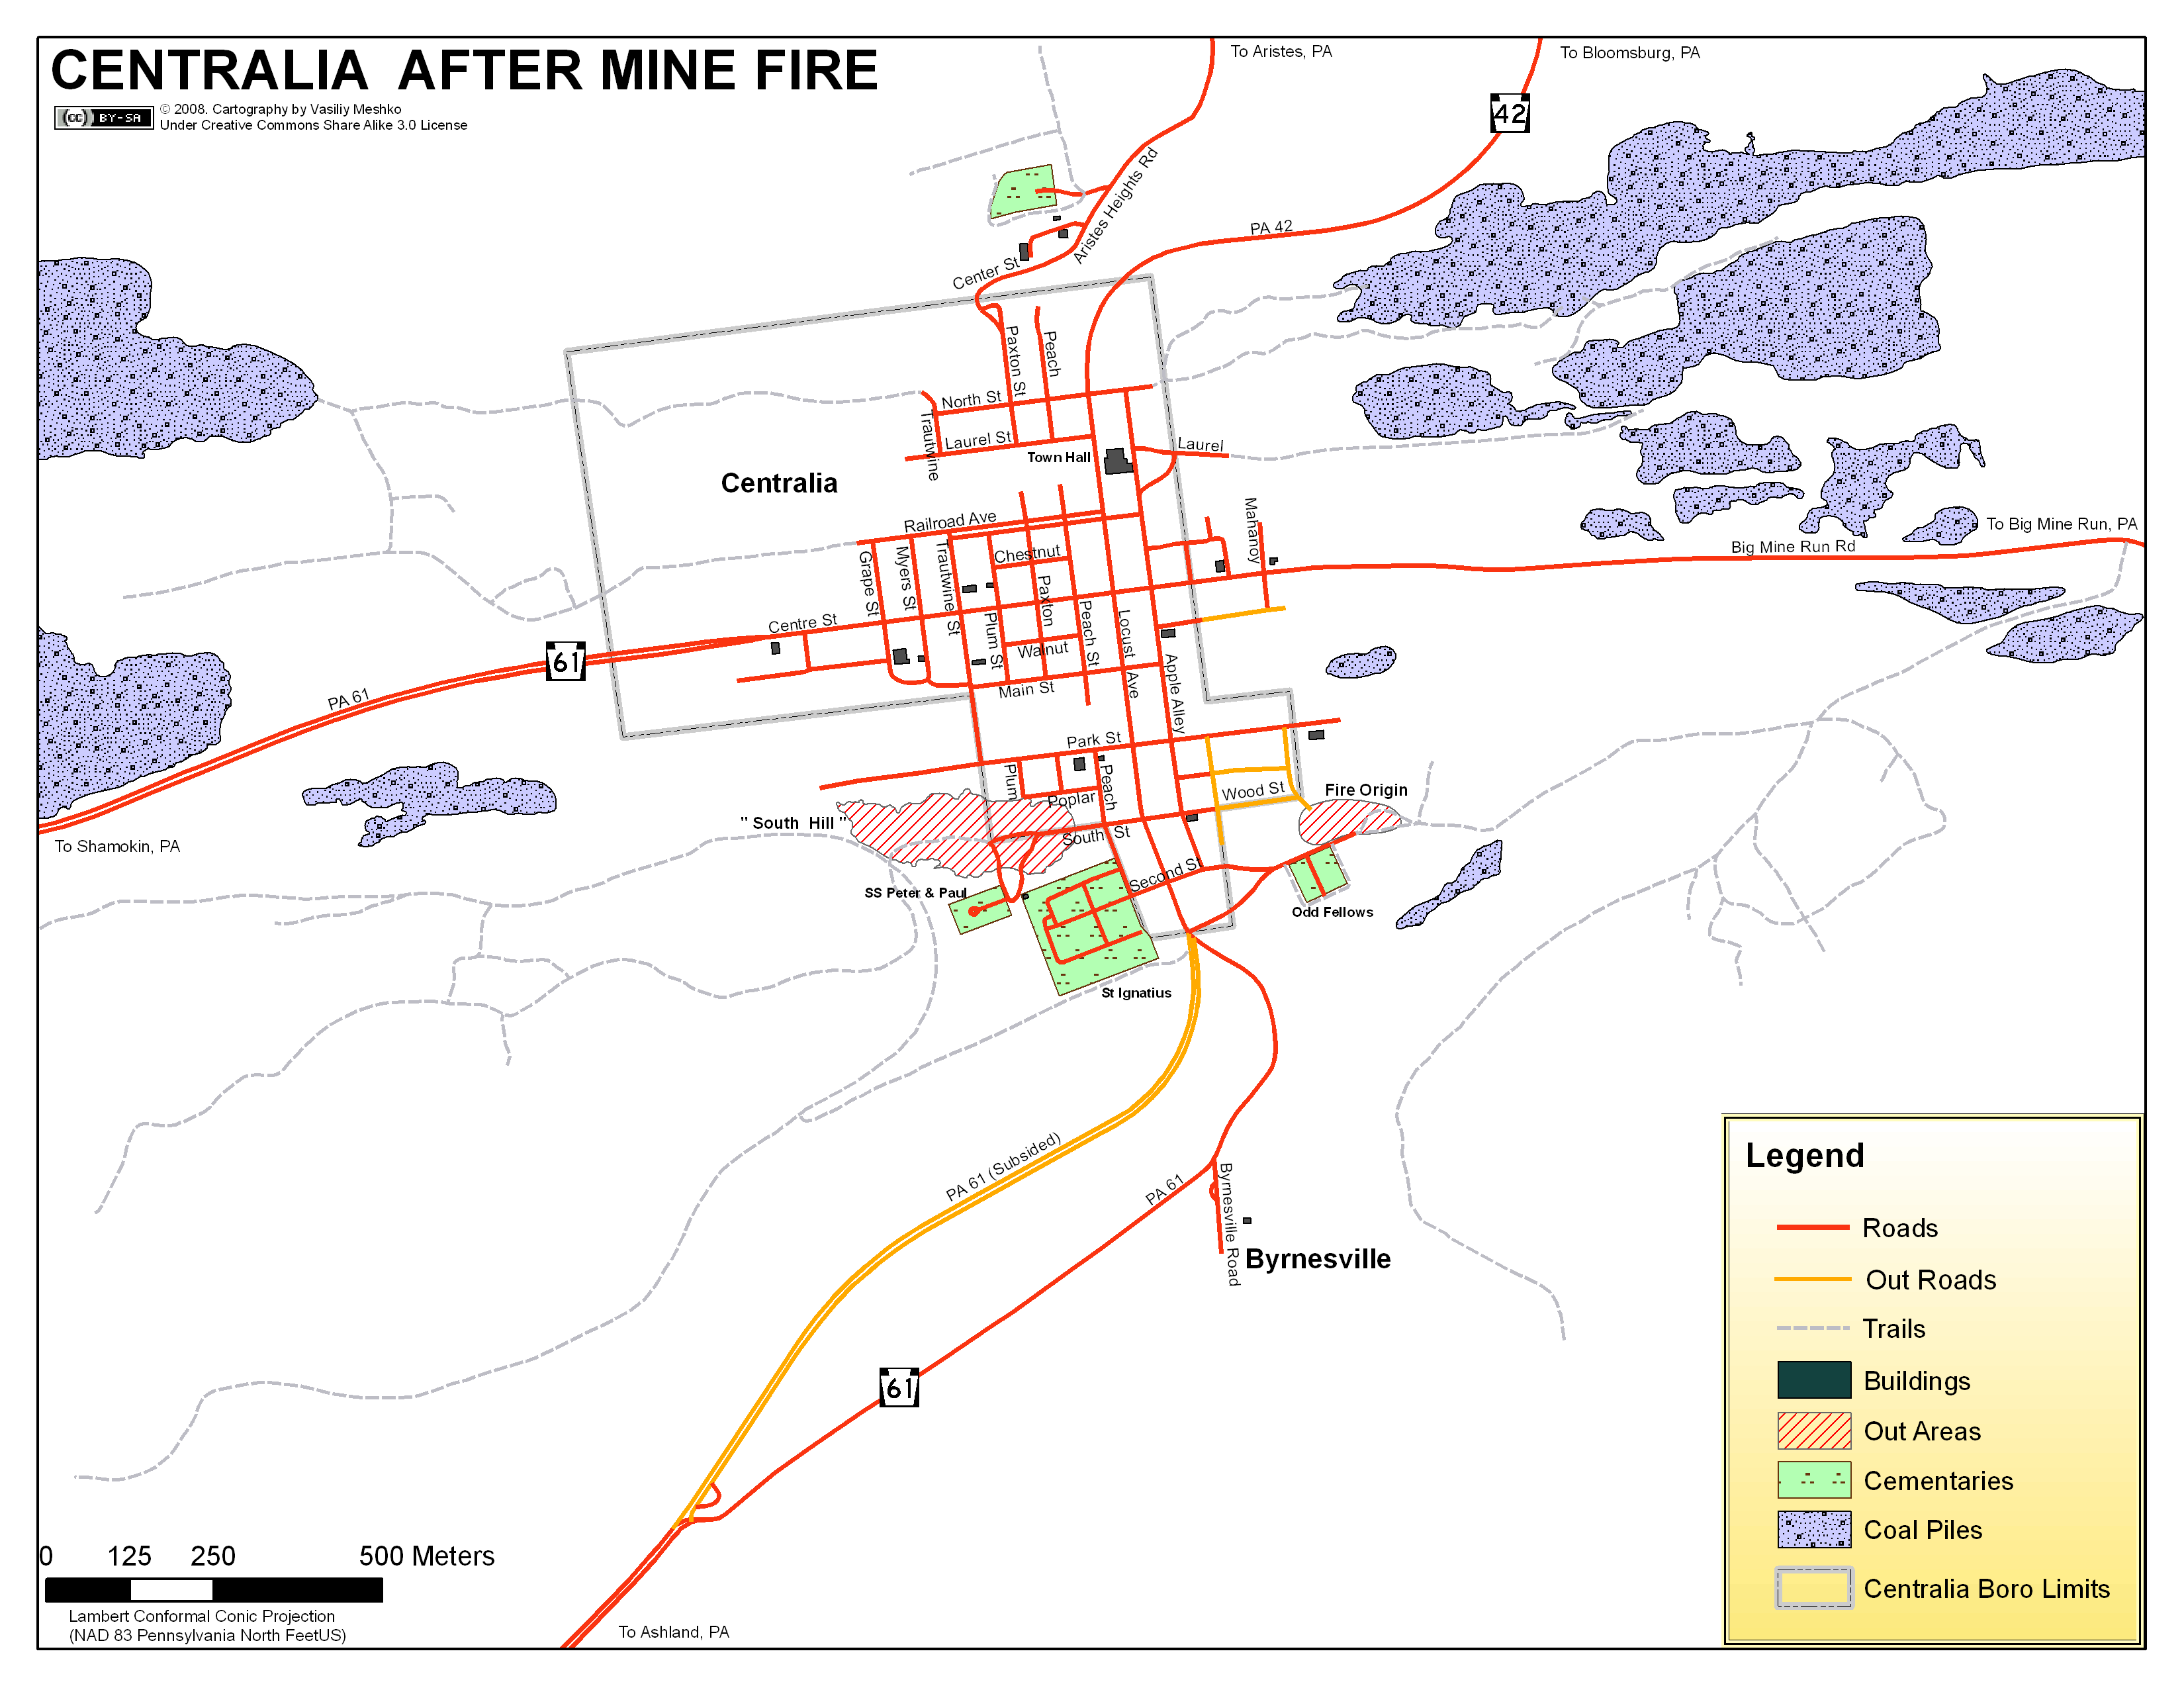 CENTRALIA  AFTER MINE FIRE
(cc) BY-SA
© 2008. Cartography by Vasiliy Meshko
Under Creative Commons Share Alike 3.0 License
To Aristes, PA
To Bloomsburg, PA
42
Aristes Heights Rd
PA 42
Center St
Paxton St
Peach
North St
Trautwine
Laurel St
Laurel
Town Hall
Centralia
Railroad Ave
Mahanoy
To Big Mine Run, PA
Big Mine Run Rd
Chestnut
Grape St
Myers St
Trautwine St
Paxton
Plum St
Peach St
Locust Ave
Centre St
Walnut
61
PA 61
Main St
Apple Alley
Park St
Plum
Peach
Poplar
Wood St
Fire Origin
" South Hill "
South St
To Shamokin, PA
Second St
SS Peter & Paul
Odd Fellows
St Ignatius
PA 61 (Subsided)
PA 61
Byrnesville Road
Byrnesville
61
To Ashland, PA
0 125 250 500 Meters
Lambert Conformal Conic Projection
(NAD 83 Pennsylvania North FeetUS)
Legend
Roads
Out Roads
Trails
Buildings
Out Areas
Cementaries
Coal Piles
Centralia Boro Limits